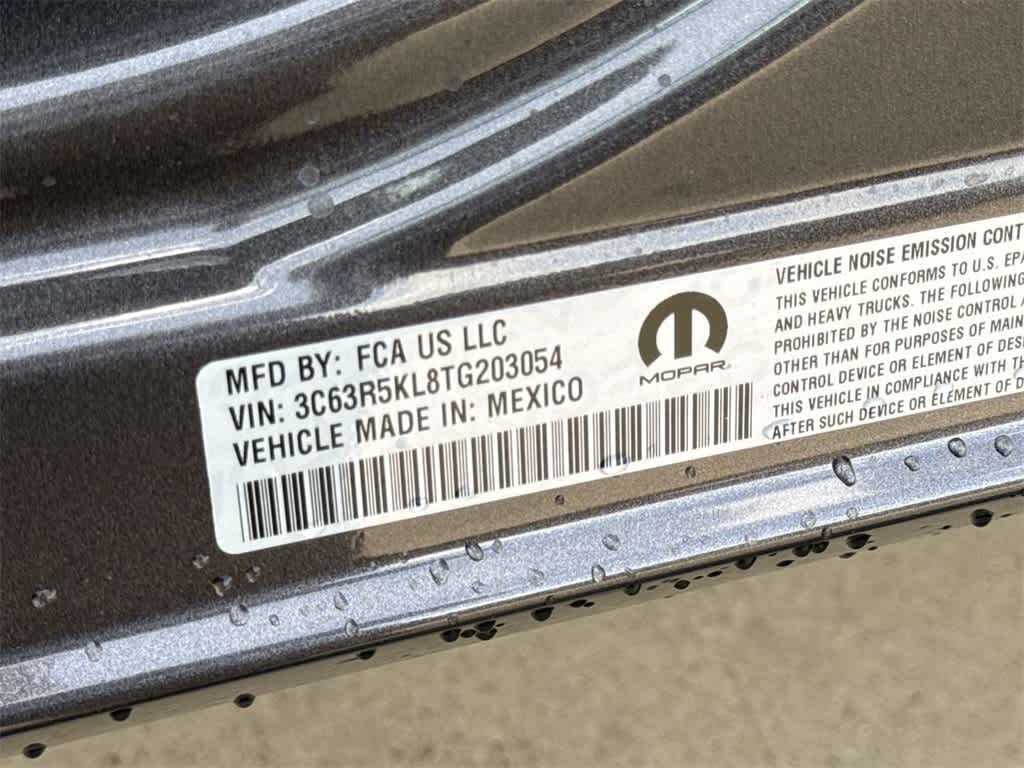 MFD BY: FCA US LLC
VIN: 3C63R5KL8TG203054
VEHICLE MADE IN: MEXICO
MOPAR®
VEHICLE NOISE EMISSION CONT
THIS VEHICLE CONFORMS TO U.S. EPA
AND HEAVY TRUCKS. THE FOLLOWING
PROHIBITED BY THE NOISE CONTROL A
OTHER THAN FOR PURPOSES OF MAIN
CONTROL DEVICE OR ELEMENT OF DESI
THIS VEHICLE IN COMPLIANCE WITH T
AFTER SUCH DEVICE OR ELEMENT OF D